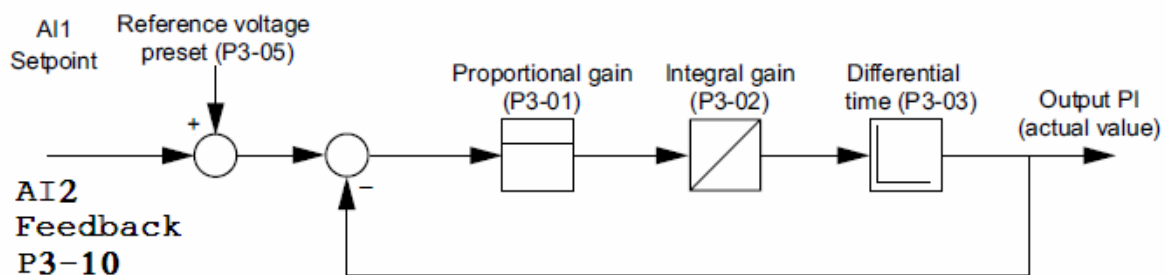 AI1
Setpoint
Reference voltage
preset (P3-05)
+
Proportional gain
(P3-01)
Integral gain
(P3-02)
Differential
time (P3-03)
Output PI
(actual value)
−
AI2
Feedback
P3-10